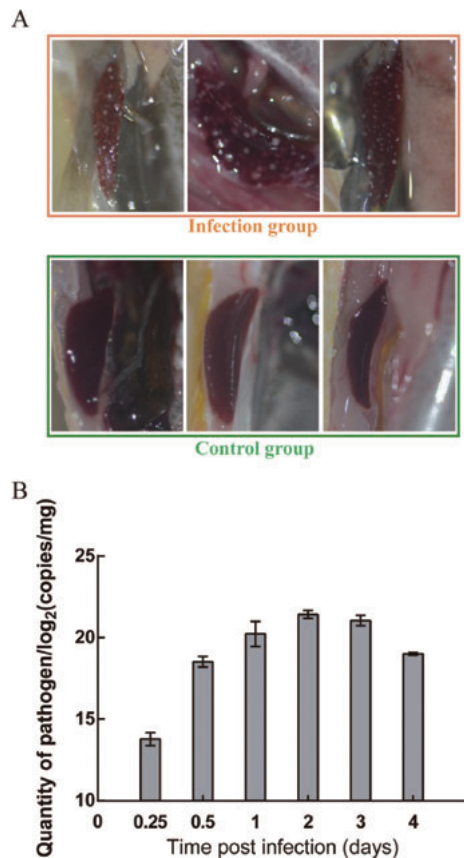 A
Infection group
Control group
B
Quantity of pathogen/log₂(copies/mg)
25
20
15
10
0 0.25 0.5 1 2 3 4
Time post infection (days)